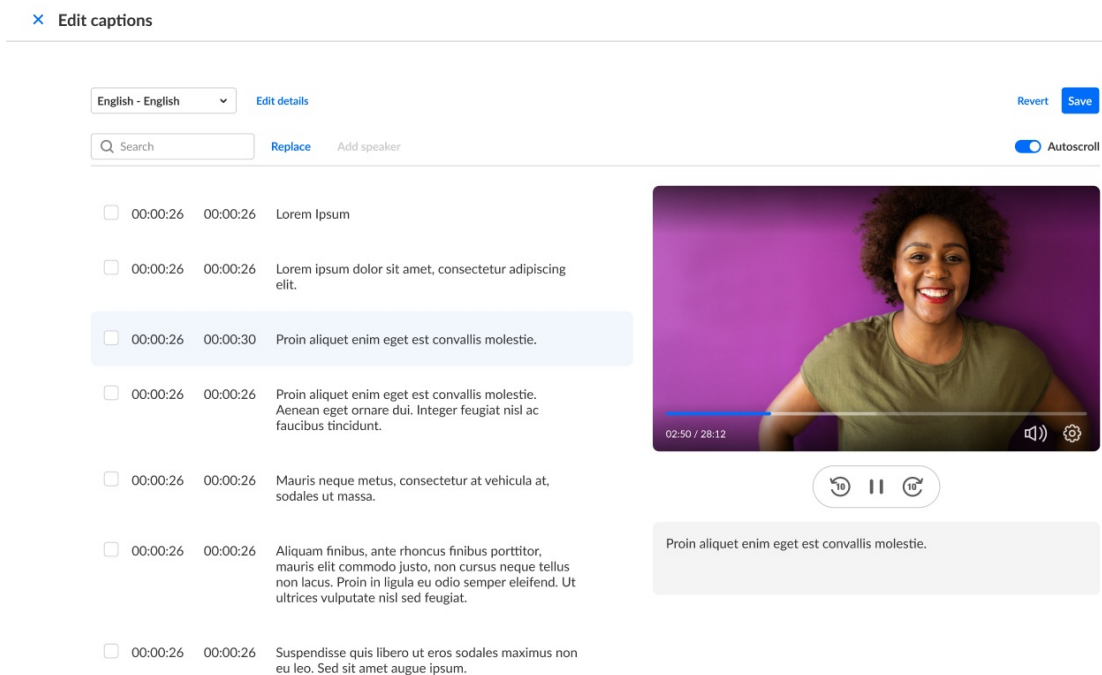 Edit captions
English - English
Edit details
Revert
Save
Search
Replace
Add speaker
Autoscroll
00:00:26 00:00:26 Lorem Ipsum
00:00:26 00:00:26 Lorem ipsum dolor sit amet, consectetur adipiscing
elit.
00:00:26 00:00:30 Proin aliquet enim eget est convallis molestie.
00:00:26 00:00:26 Proin aliquet enim eget est convallis molestie.
Aenean eget ornare dui. Integer feugiat nisl ac
faucibus tincidunt.
00:00:26 00:00:26 Mauris neque metus, consectetur at vehicula at,
sodales ut massa.
00:00:26 00:00:26 Aliquam finibus, ante rhoncus finibus porttitor,
mauris elit commodo justo, non cursus neque tellus
non lacus. Proin in ligula eu odio semper eleifend. Ut
ultrices vulputate nisl sed feugiat.
00:00:26 00:00:26 Suspendisse quis libero ut eros sodales maximus non
eu leo. Sed sit amet augue ipsum.
02:50 / 28:12
10
10
Proin aliquet enim eget est convallis molestie.